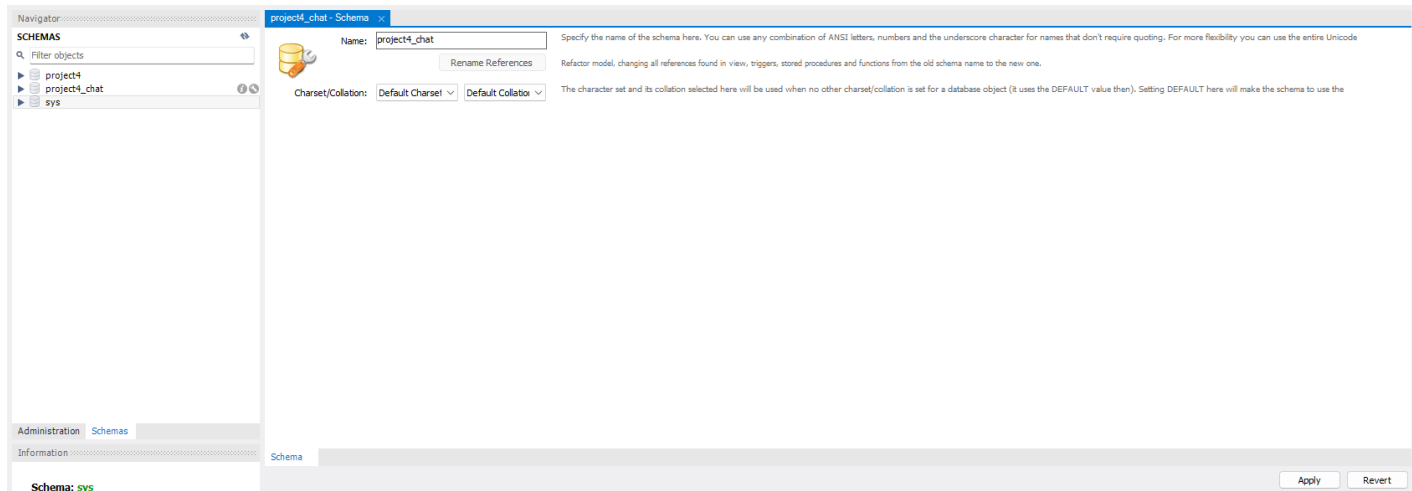 Navigator
SCHEMAS
Filter objects
project4
project4_chat
sys
Administration Schemas
Information
Schema: sys
project4_chat - Schema
Name: project4_chat
Specify the name of the schema here. You can use any combination of ANSI letters, numbers and the underscore character for names that don't require quoting. For more flexibility you can use the entire Unicode
Rename References
Refactor model, changing all references found in view, triggers, stored procedures and functions from the old schema name to the new one.
Charset/Collation: Default Charset Default Collation
The character set and its collation selected here will be used when no other charset/collation is set for a database object (it uses the DEFAULT value then). Setting DEFAULT here will make the schema to use the
Schema
Apply Revert